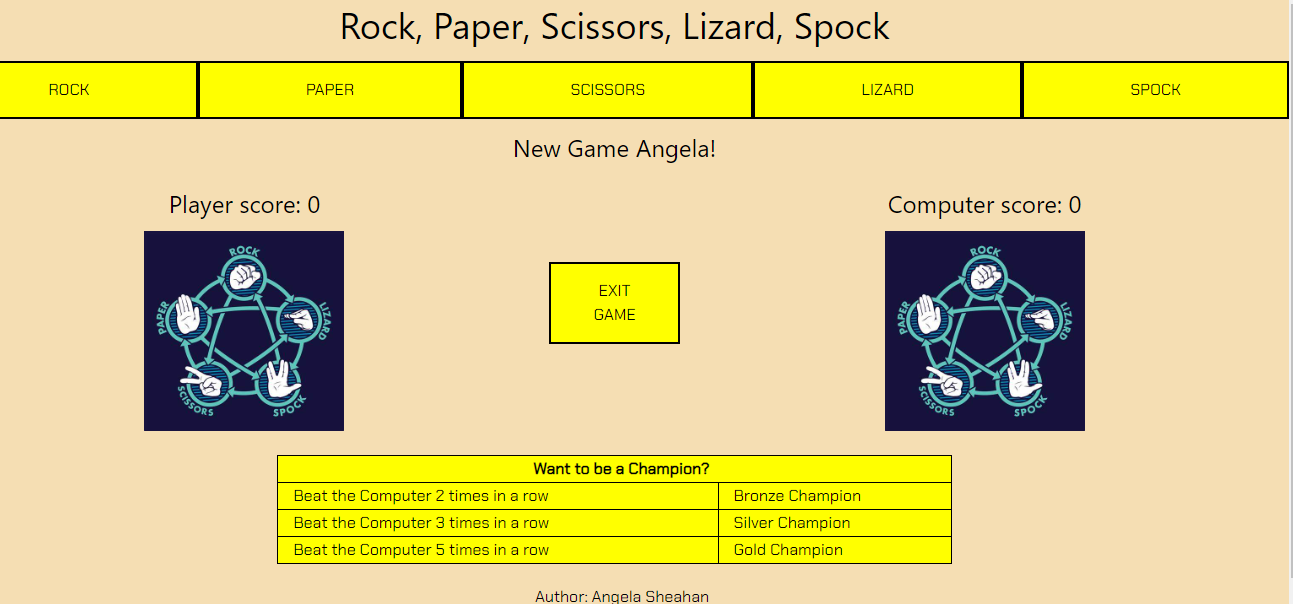 Rock, Paper, Scissors, Lizard, Spock
ROCK PAPER SCISSORS LIZARD SPOCK
New Game Angela!
Player score: 0
Computer score: 0
ROCK
PAPER
LIZARD
SCISSORS
SPOCK
EXIT
GAME
ROCK
PAPER
LIZARD
SCISSORS
SPOCK
Want to be a Champion?
Beat the Computer 2 times in a row Bronze Champion
Beat the Computer 3 times in a row Silver Champion
Beat the Computer 5 times in a row Gold Champion
Author: Angela Sheahan